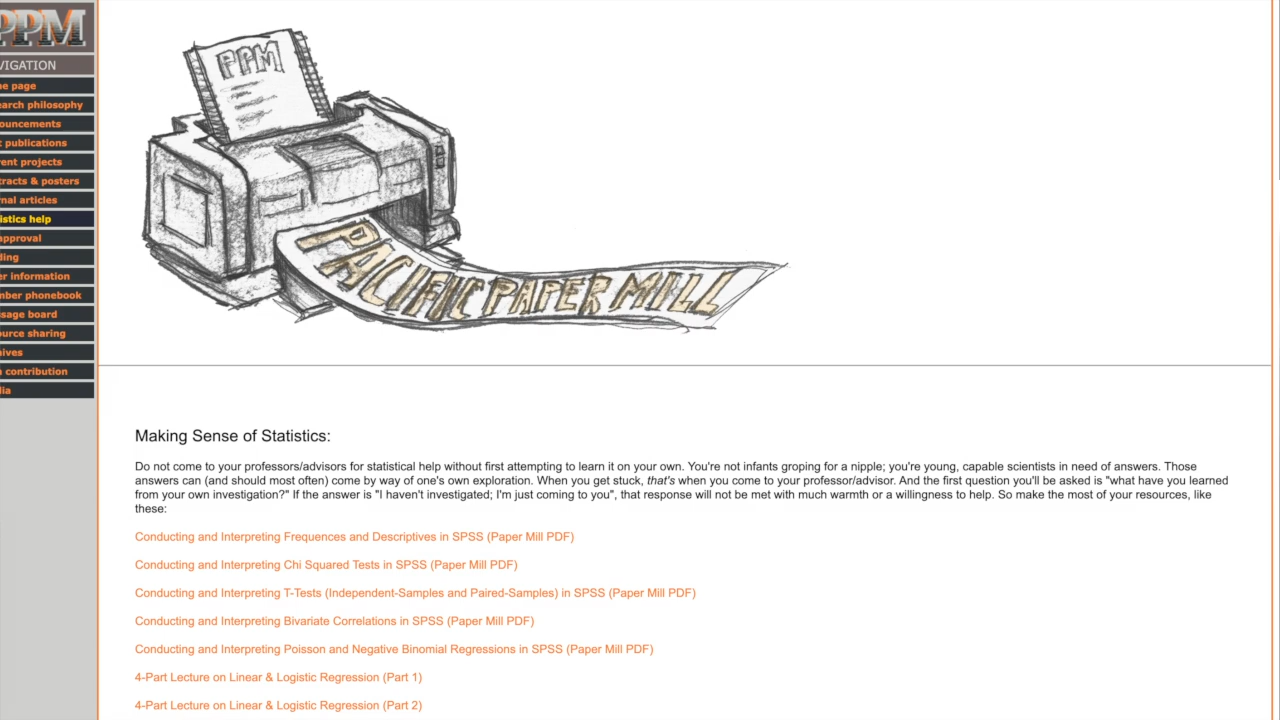 PPM
VIGATION
ne page
earch philosophy
ouncements
t publications
rent projects
tracts & posters
rnal articles
istics help
approval
ding
er information
nber phonebook
ssage board
ource sharing
nives
n contribution
dia
PPM
PACIFIC PAPER MILL
Making Sense of Statistics:
Do not come to your professors/advisors for statistical help without first attempting to learn it on your own. You're not infants groping for a nipple; you're young, capable scientists in need of answers. Those
answers can (and should most often) come by way of one's own exploration. When you get stuck, that's when you come to your professor/advisor. And the first question you'll be asked is "what have you learned
from your own investigation?" If the answer is "I haven't investigated; I'm just coming to you", that response will not be met with much warmth or a willingness to help. So make the most of your resources, like
these:
Conducting and Interpreting Frequences and Descriptives in SPSS (Paper Mill PDF)
Conducting and Interpreting Chi Squared Tests in SPSS (Paper Mill PDF)
Conducting and Interpreting T-Tests (Independent-Samples and Paired-Samples) in SPSS (Paper Mill PDF)
Conducting and Interpreting Bivariate Correlations in SPSS (Paper Mill PDF)
Conducting and Interpreting Poisson and Negative Binomial Regressions in SPSS (Paper Mill PDF)
4-Part Lecture on Linear & Logistic Regression (Part 1)
4-Part Lecture on Linear & Logistic Regression (Part 2)